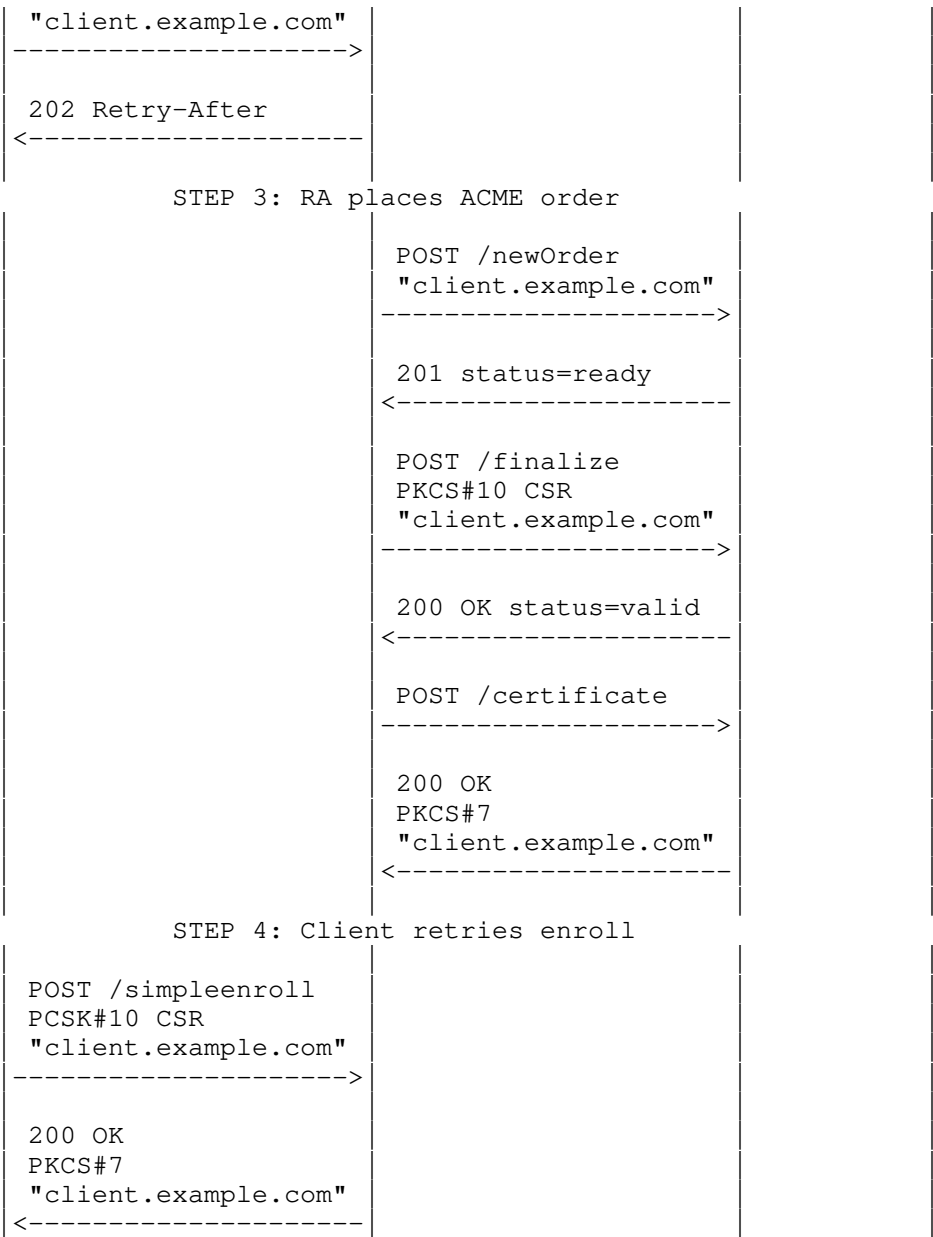 "client.example.com"
--------------------->
202 Retry-After
<---------------------
STEP 3: RA places ACME order
POST /newOrder
"client.example.com"
--------------------->
201 status=ready
<---------------------
POST /finalize
PKCS#10 CSR
"client.example.com"
--------------------->
200 OK status=valid
<---------------------
POST /certificate
--------------------->
200 OK
PKCS#7
"client.example.com"
<---------------------
STEP 4: Client retries enroll
POST /simpleenroll
PCSK#10 CSR
"client.example.com"
--------------------->
200 OK
PKCS#7
"client.example.com"
<---------------------